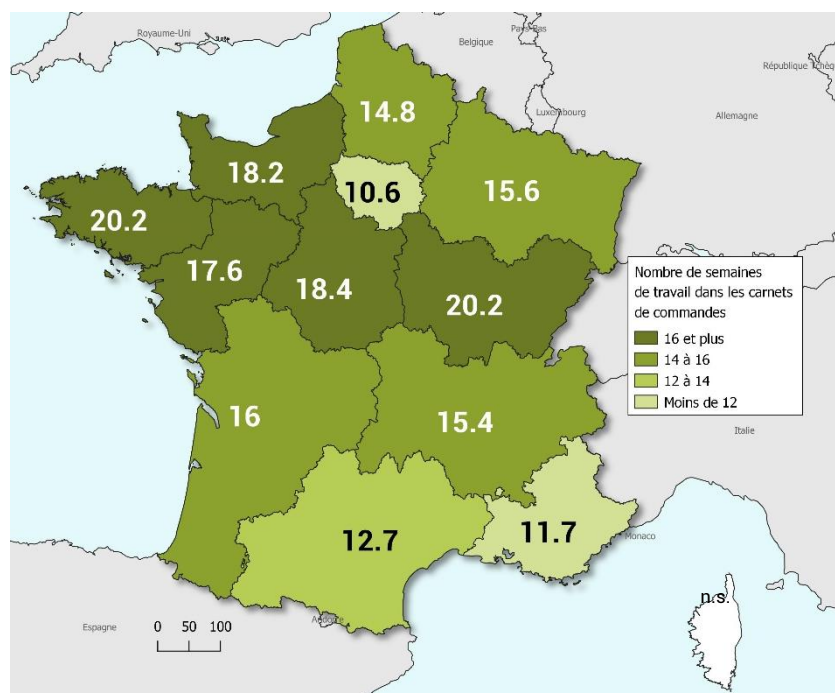 Royaume-Uni
Belgique
Pays-Bas
République Tchèque
Luxembourg
Allemagne
14.8
18.2
10.6
15.6
20.2
17.6
18.4
20.2
Nombre de semaines
de travail dans les carnets
de commandes
16 et plus
14 à 16
12 à 14
Moins de 12
16
15.4
Italie
12.7
11.7
Monaco
n.s.
Espagne
Andorre
0 50 100